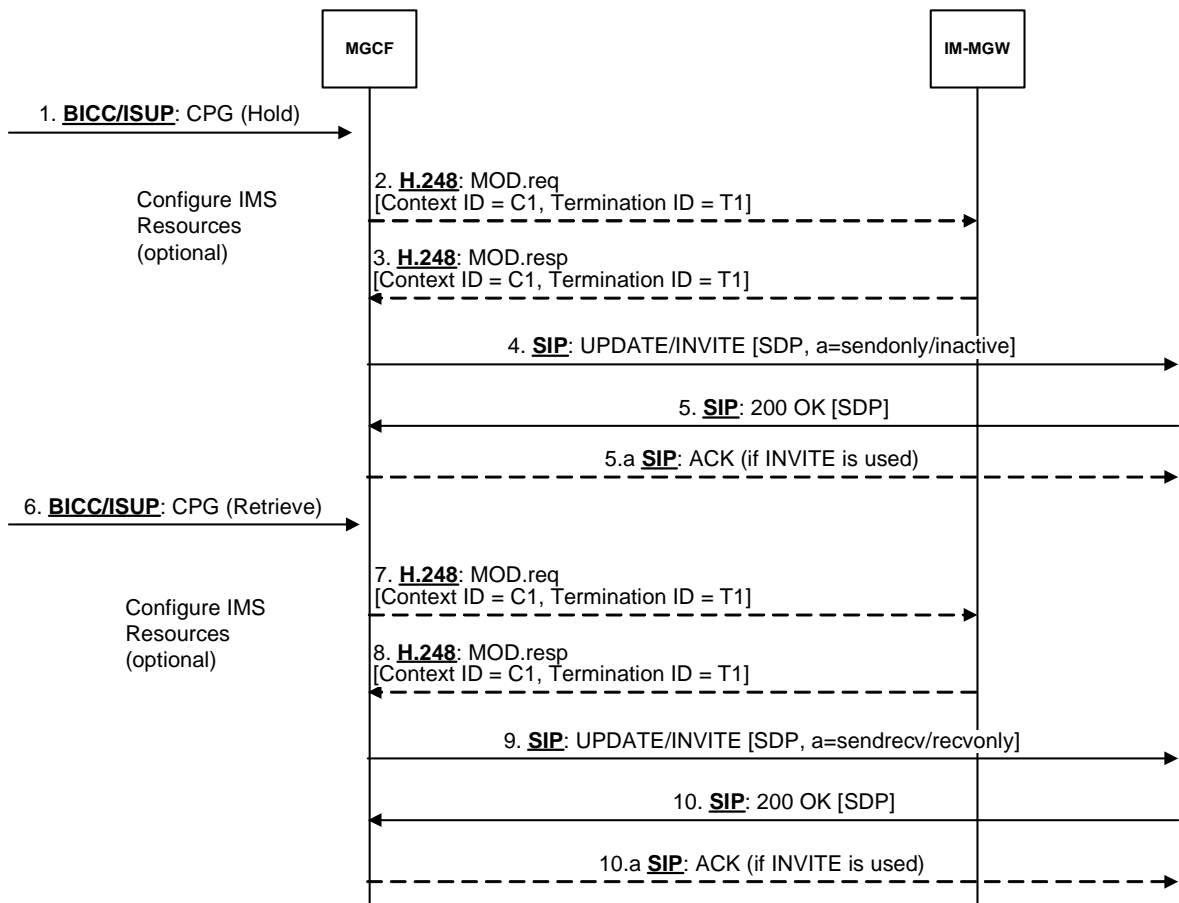 MGCF
IM-MGW
1. BICC/ISUP: CPG (Hold)
Configure IMS
Resources
(optional)
2. H.248: MOD.req
[Context ID = C1, Termination ID = T1]
3. H.248: MOD.resp
[Context ID = C1, Termination ID = T1]
4. SIP: UPDATE/INVITE [SDP, a=sendonly/inactive]
5. SIP: 200 OK [SDP]
5.a SIP: ACK (if INVITE is used)
6. BICC/ISUP: CPG (Retrieve)
Configure IMS
Resources
(optional)
7. H.248: MOD.req
[Context ID = C1, Termination ID = T1]
8. H.248: MOD.resp
[Context ID = C1, Termination ID = T1]
9. SIP: UPDATE/INVITE [SDP, a=sendrecv/recvonly]
10. SIP: 200 OK [SDP]
10.a SIP: ACK (if INVITE is used)